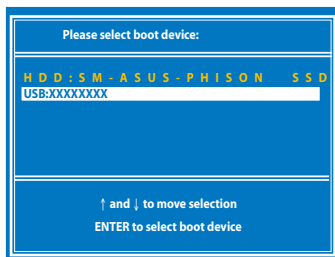 Please select boot device:
HDD:SM-ASUS-PHISON SSD
USB:XXXXXXXX
↑ and ↓ to move selection
ENTER to select boot device